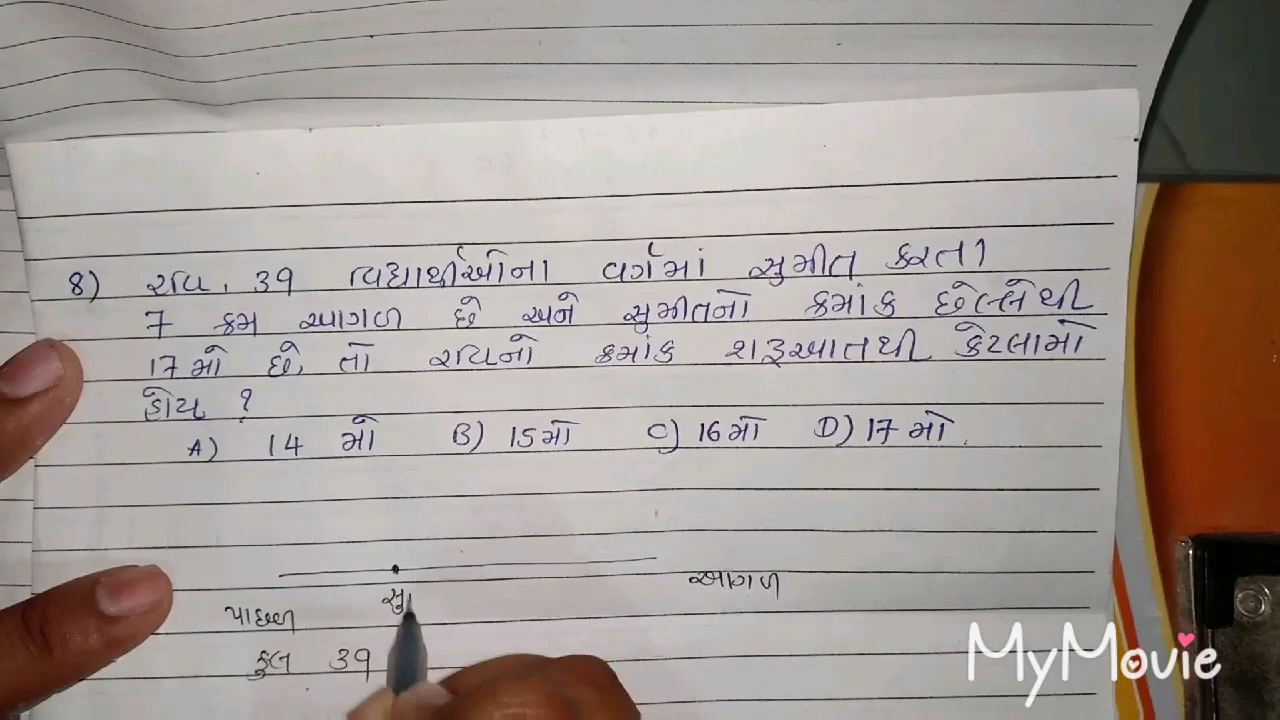 8) રવિ, 39 વિદ્યાર્થીઓના વર્ગમાં સુમીત કરતા
7 ક્રમ આગળ છે અને સુમીતનો ક્રમાંક છેલ્લેથી
17મો છે, તો રવિનો ક્રમાંક શરૂઆતથી કેટલામો
હોય ?
A) 14 મો B) 15મો C) 16મો D) 17 મો.
આગળ
પાછળ સુ
કુલ 39
MyMovie